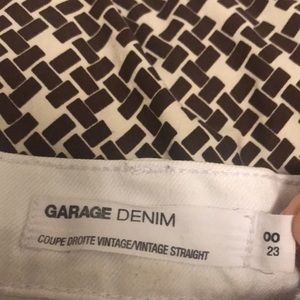 GARAGE DENIM
COUPE DROITE VINTAGE/VINTAGE STRAIGHT
00
23